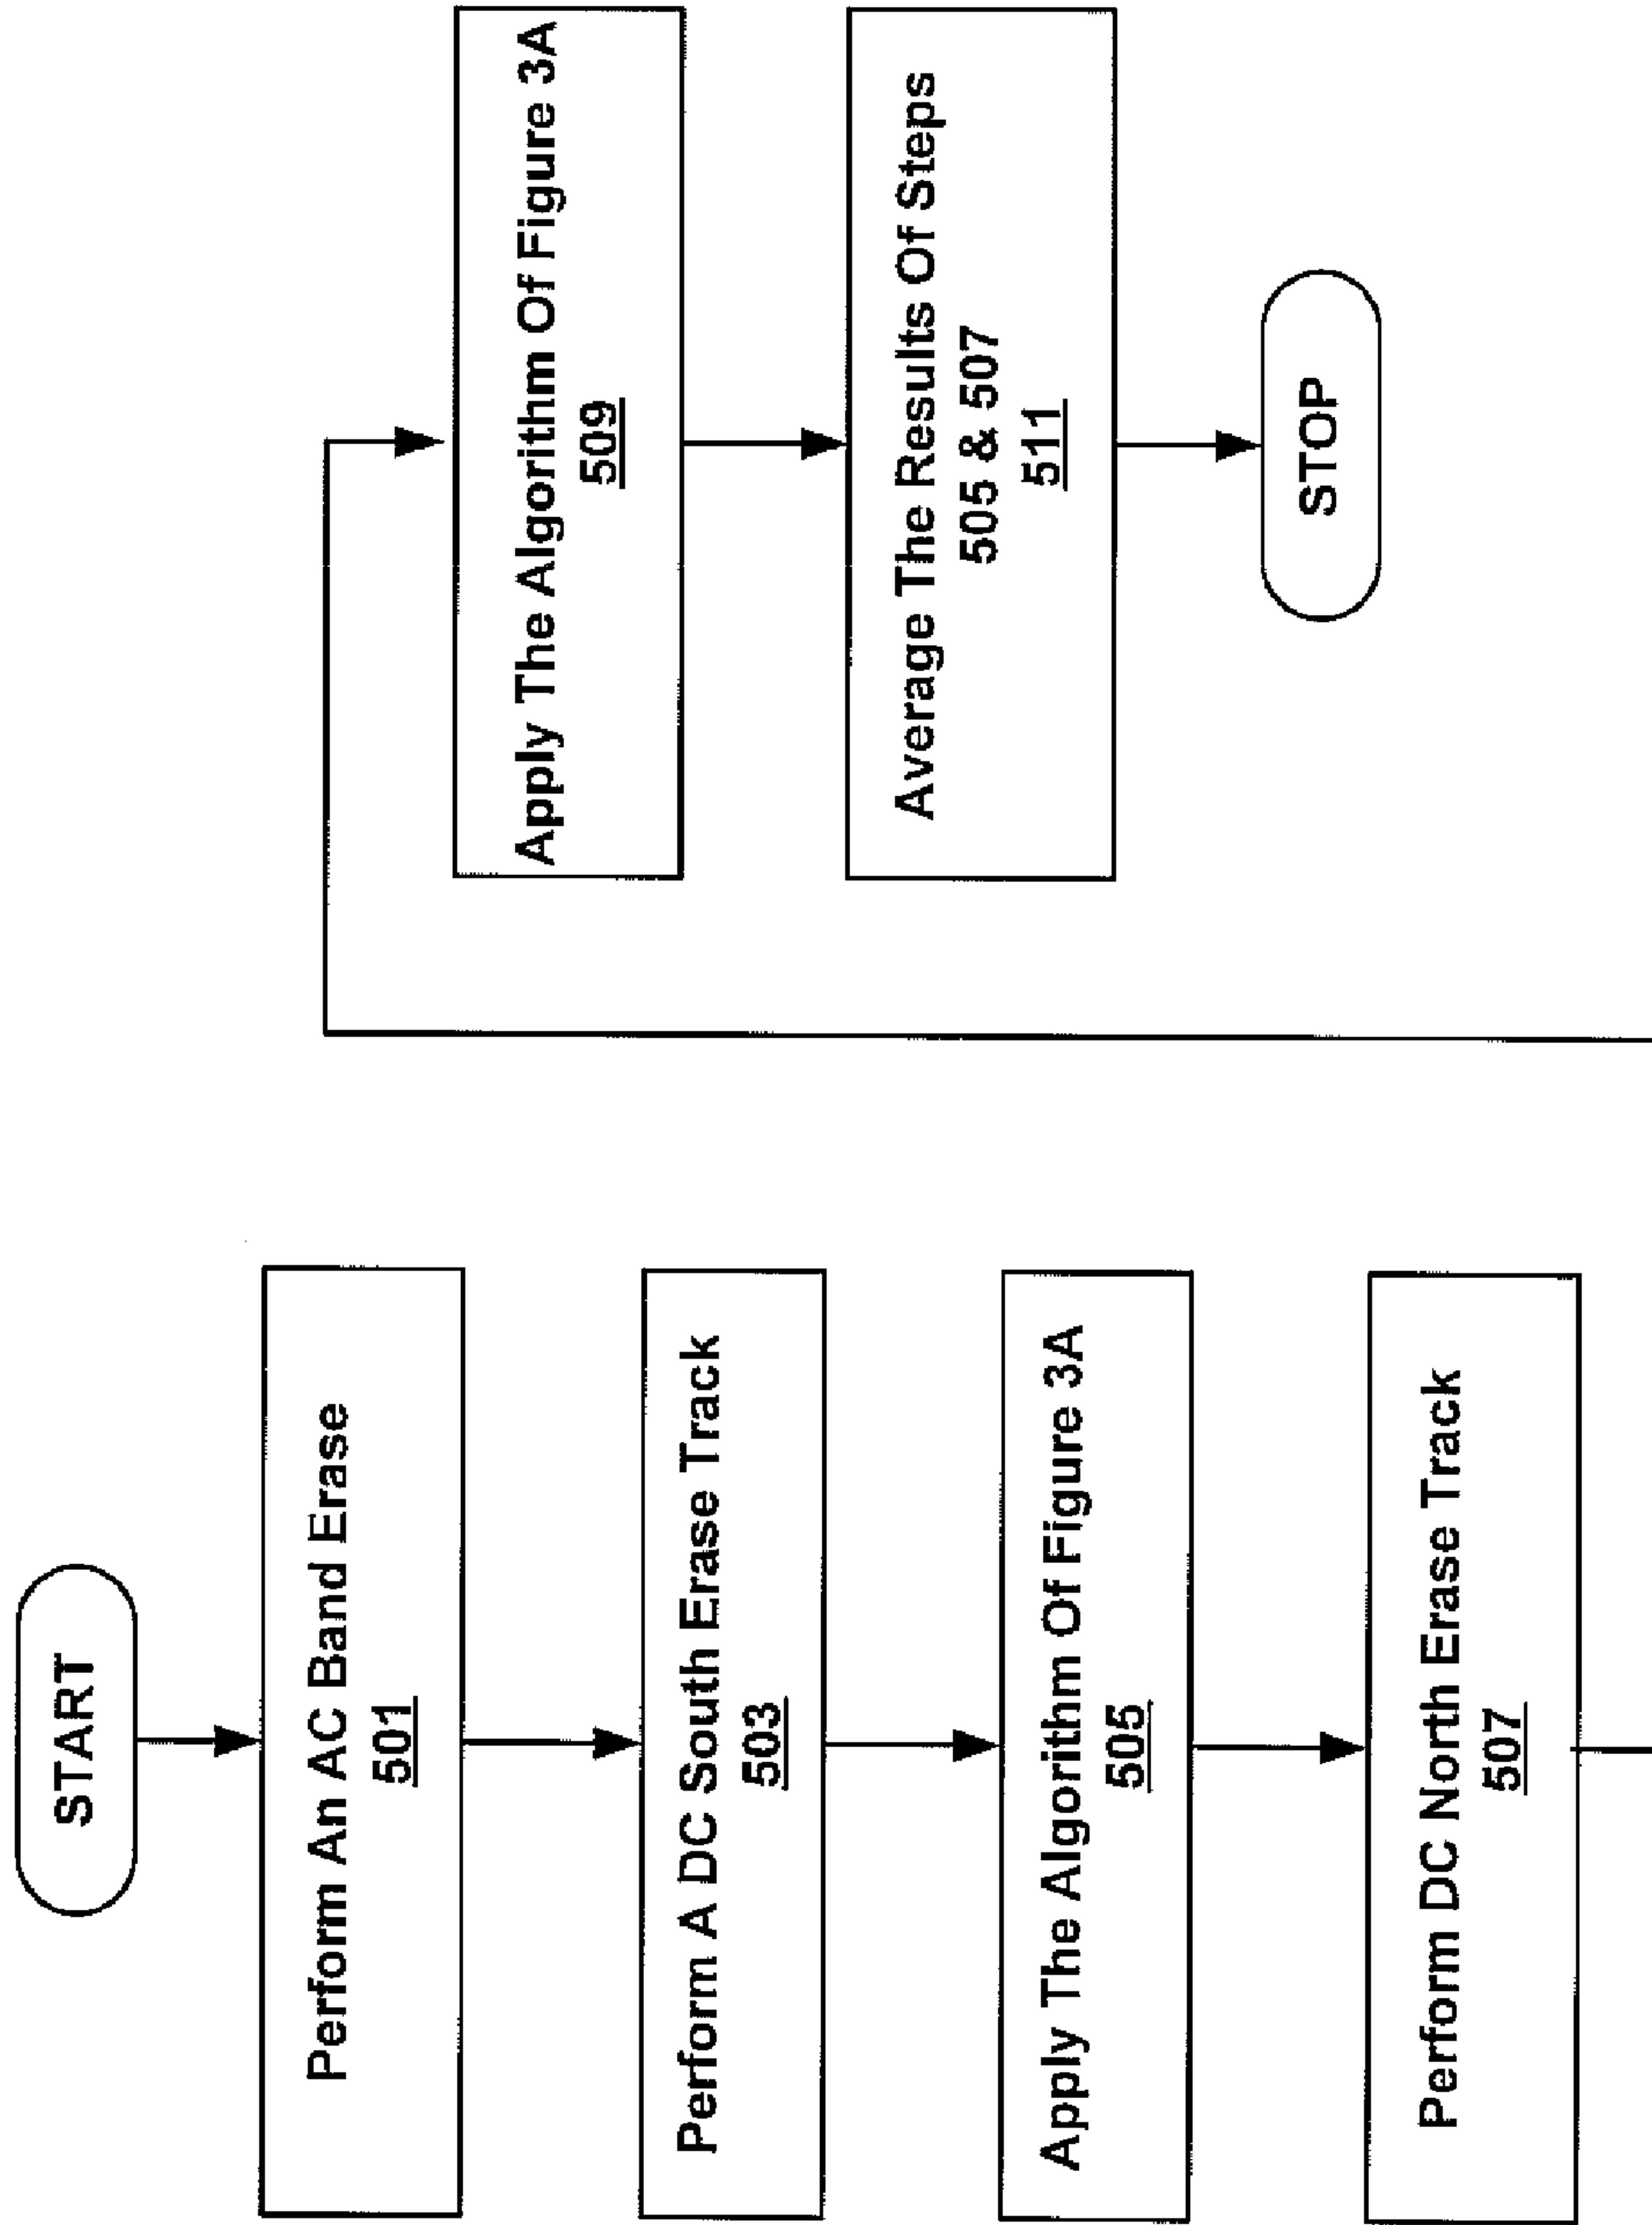 START
Perform An AC Band Erase
501
Perform A DC South Erase Track
503
Apply The Algorithm Of Figure 3A
505
Perform DC North Erase Track
507
Apply The Algorithm Of Figure 3A
509
Average The Results Of Steps
505 & 507
511
STOP